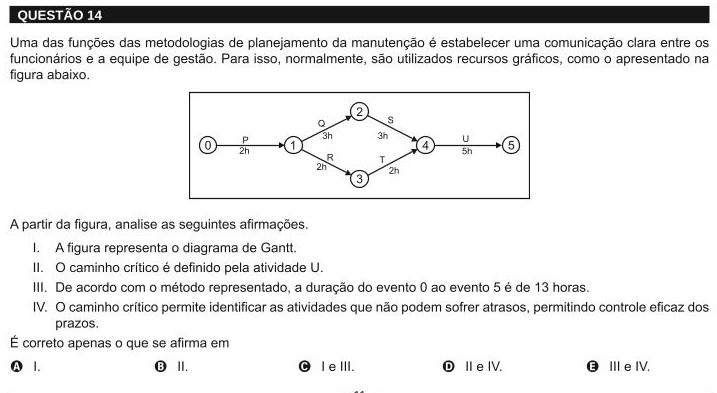 QUESTÃO 14
Uma das funções das metodologias de planejamento da manutenção é estabelecer uma comunicação clara entre os
funcionários e a equipe de gestão. Para isso, normalmente, são utilizados recursos gráficos, como o apresentado na
figura abaixo.
2
Q
S
3h
3h
0
P
2h
1
4
U
5h
5
R
T
2h
2h
3
A partir da figura, analise as seguintes afirmações.
I. A figura representa o diagrama de Gantt.
II. O caminho crítico é definido pela atividade U.
III. De acordo com o método representado, a duração do evento 0 ao evento 5 é de 13 horas.
IV. O caminho crítico permite identificar as atividades que não podem sofrer atrasos, permitindo controle eficaz dos
prazos.
É correto apenas o que se afirma em
A I. B II. C I e III. D II e IV. E III e IV.